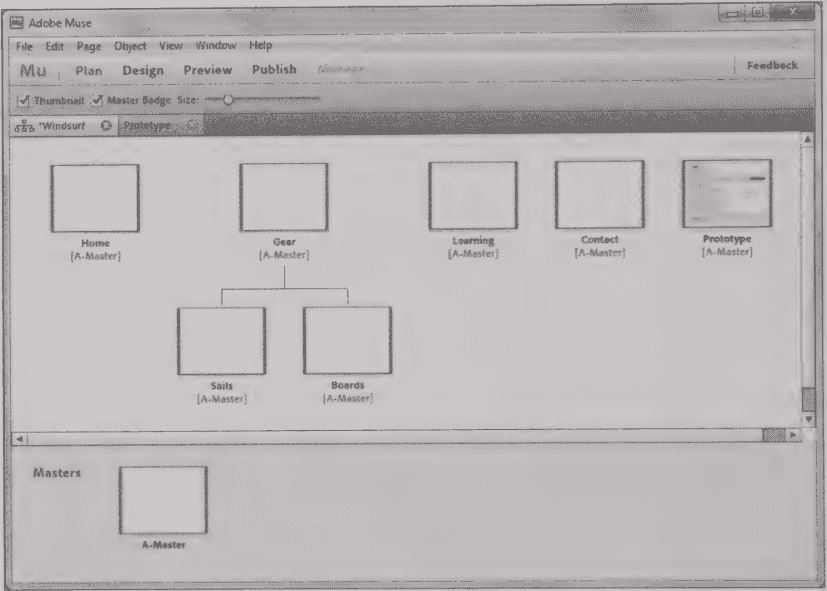 Mu Adobe Muse
File Edit Page Object View Window Help
Mu Plan Design Preview Publish Feedback
Thumbnail Master Badge Size:
*Windsurf Prototype
Home Gear Learning Contact Prototype
[A-Master] [A-Master] [A-Master] [A-Master] [A-Master]
Sails Boards
[A-Master] [A-Master]
Masters
A-Master